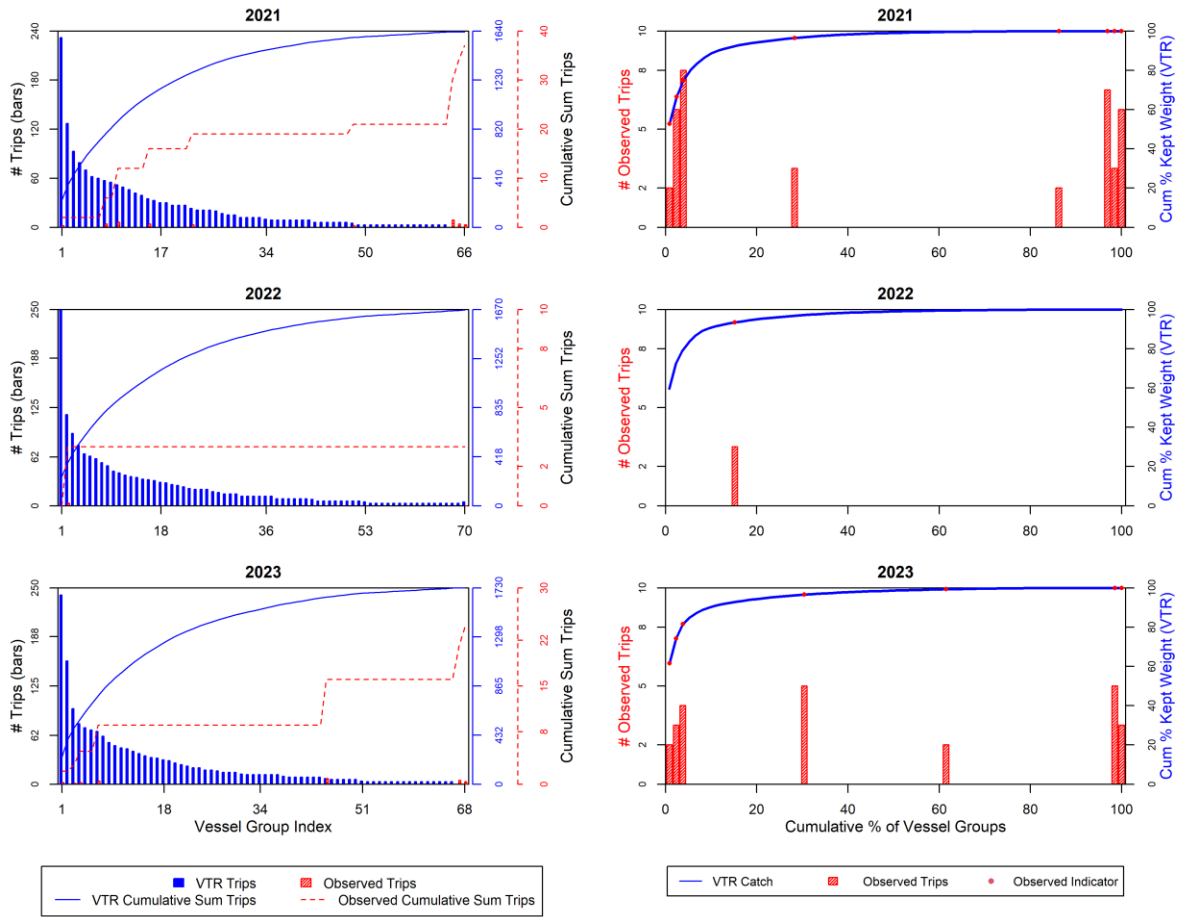 2021
# Trips (bars)
0 60 120 180 240
1 17 34 50 66
0 410 820 1230 1640
0 10 20 30 40
Cumulative Sum Trips
2021
# Observed Trips
0 2 5 8 10
0 20 40 60 80 100
0 20 40 60 80 100
Cum % Kept Weight (VTR)
2022
# Trips (bars)
0 62 125 188 250
1 18 36 53 70
0 418 835 1252 1670
0 2 5 8 10
Cumulative Sum Trips
2022
# Observed Trips
0 2 5 8 10
0 20 40 60 80 100
0 20 40 60 80 100
Cum % Kept Weight (VTR)
2023
# Trips (bars)
0 62 125 188 250
1 18 34 51 68
Vessel Group Index
0 432 865 1298 1730
0 8 15 22 30
Cumulative Sum Trips
2023
# Observed Trips
0 2 5 8 10
0 20 40 60 80 100
Cumulative % of Vessel Groups
0 20 40 60 80 100
Cum % Kept Weight (VTR)
VTR Trips Observed Trips
VTR Cumulative Sum Trips Observed Cumulative Sum Trips
VTR Catch Observed Trips Observed Indicator